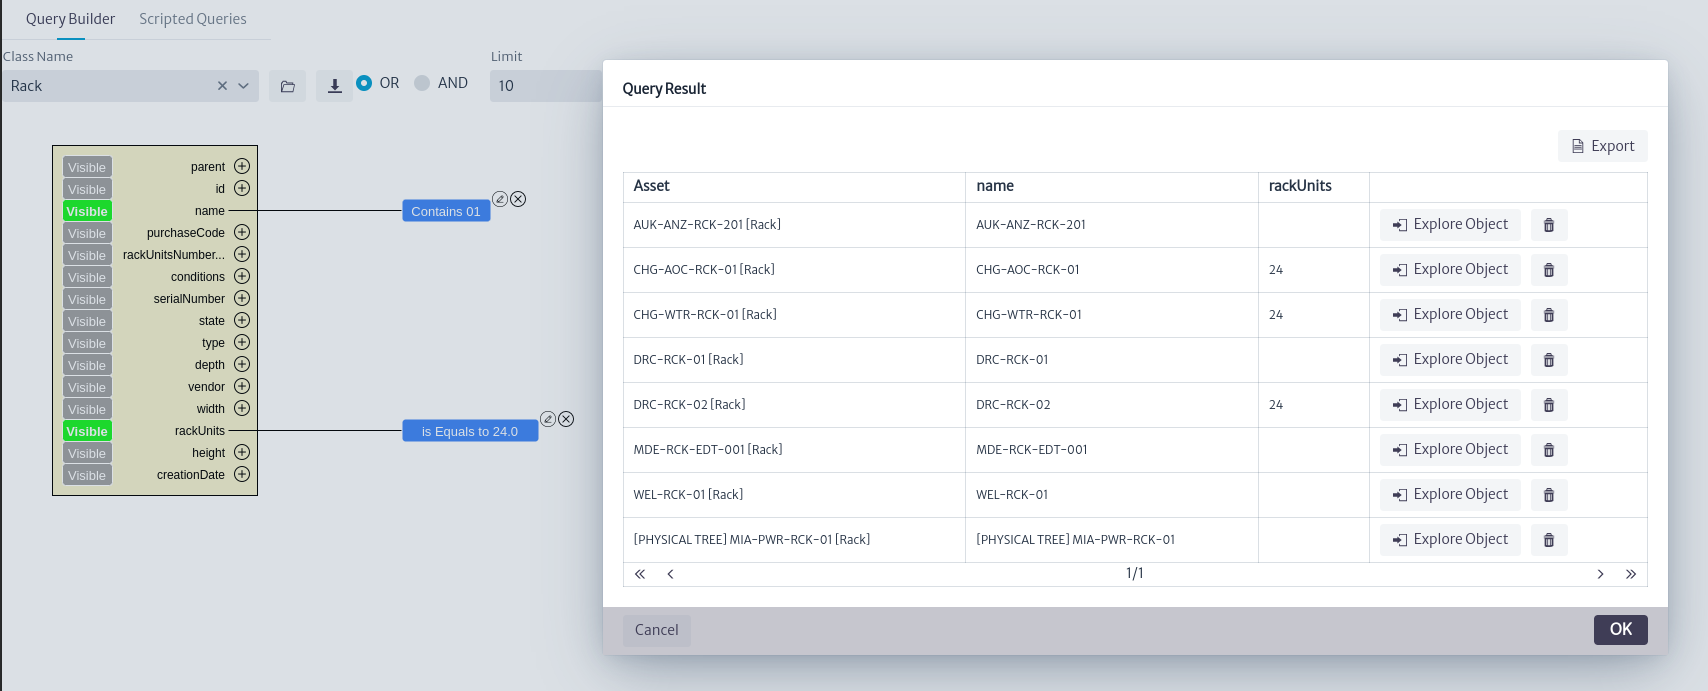 Query Builder Scripted Queries
Class Name Limit
Rack OR AND 10
Visible parent
Visible id
Visible name Contains 01
Visible purchaseCode
Visible rackUnitsNumber...
Visible conditions
Visible serialNumber
Visible state
Visible type
Visible depth
Visible vendor
Visible width
Visible rackUnits is Equals to 24.0
Visible height
Visible creationDate
Query Result
Export
Asset name rackUnits
AUK-ANZ-RCK-201 [Rack] AUK-ANZ-RCK-201 Explore Object
CHG-AOC-RCK-01 [Rack] CHG-AOC-RCK-01 24 Explore Object
CHG-WTR-RCK-01 [Rack] CHG-WTR-RCK-01 24 Explore Object
DRC-RCK-01 [Rack] DRC-RCK-01 Explore Object
DRC-RCK-02 [Rack] DRC-RCK-02 24 Explore Object
MDE-RCK-EDT-001 [Rack] MDE-RCK-EDT-001 Explore Object
WEL-RCK-01 [Rack] WEL-RCK-01 Explore Object
[PHYSICAL TREE] MIA-PWR-RCK-01 [Rack] [PHYSICAL TREE] MIA-PWR-RCK-01 Explore Object
1/1
Cancel OK